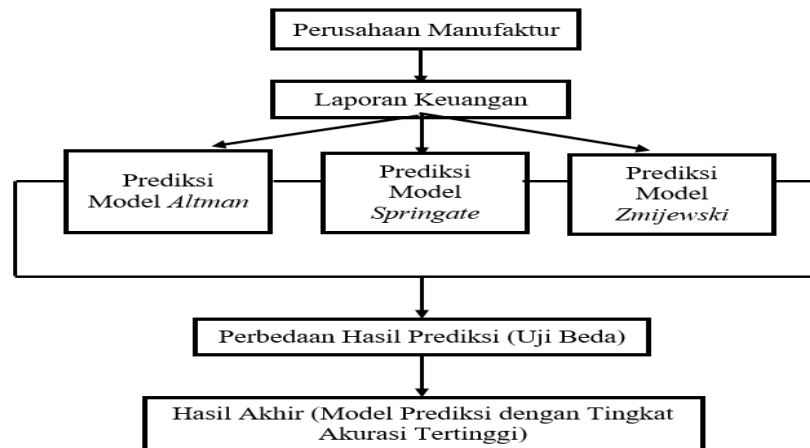 Perusahaan Manufaktur
Laporan Keuangan
Prediksi
Model Altman
Prediksi
Model
Springate
Prediksi
Model
Zmijewski
Perbedaan Hasil Prediksi (Uji Beda)
Hasil Akhir (Model Prediksi dengan Tingkat
Akurasi Tertinggi)